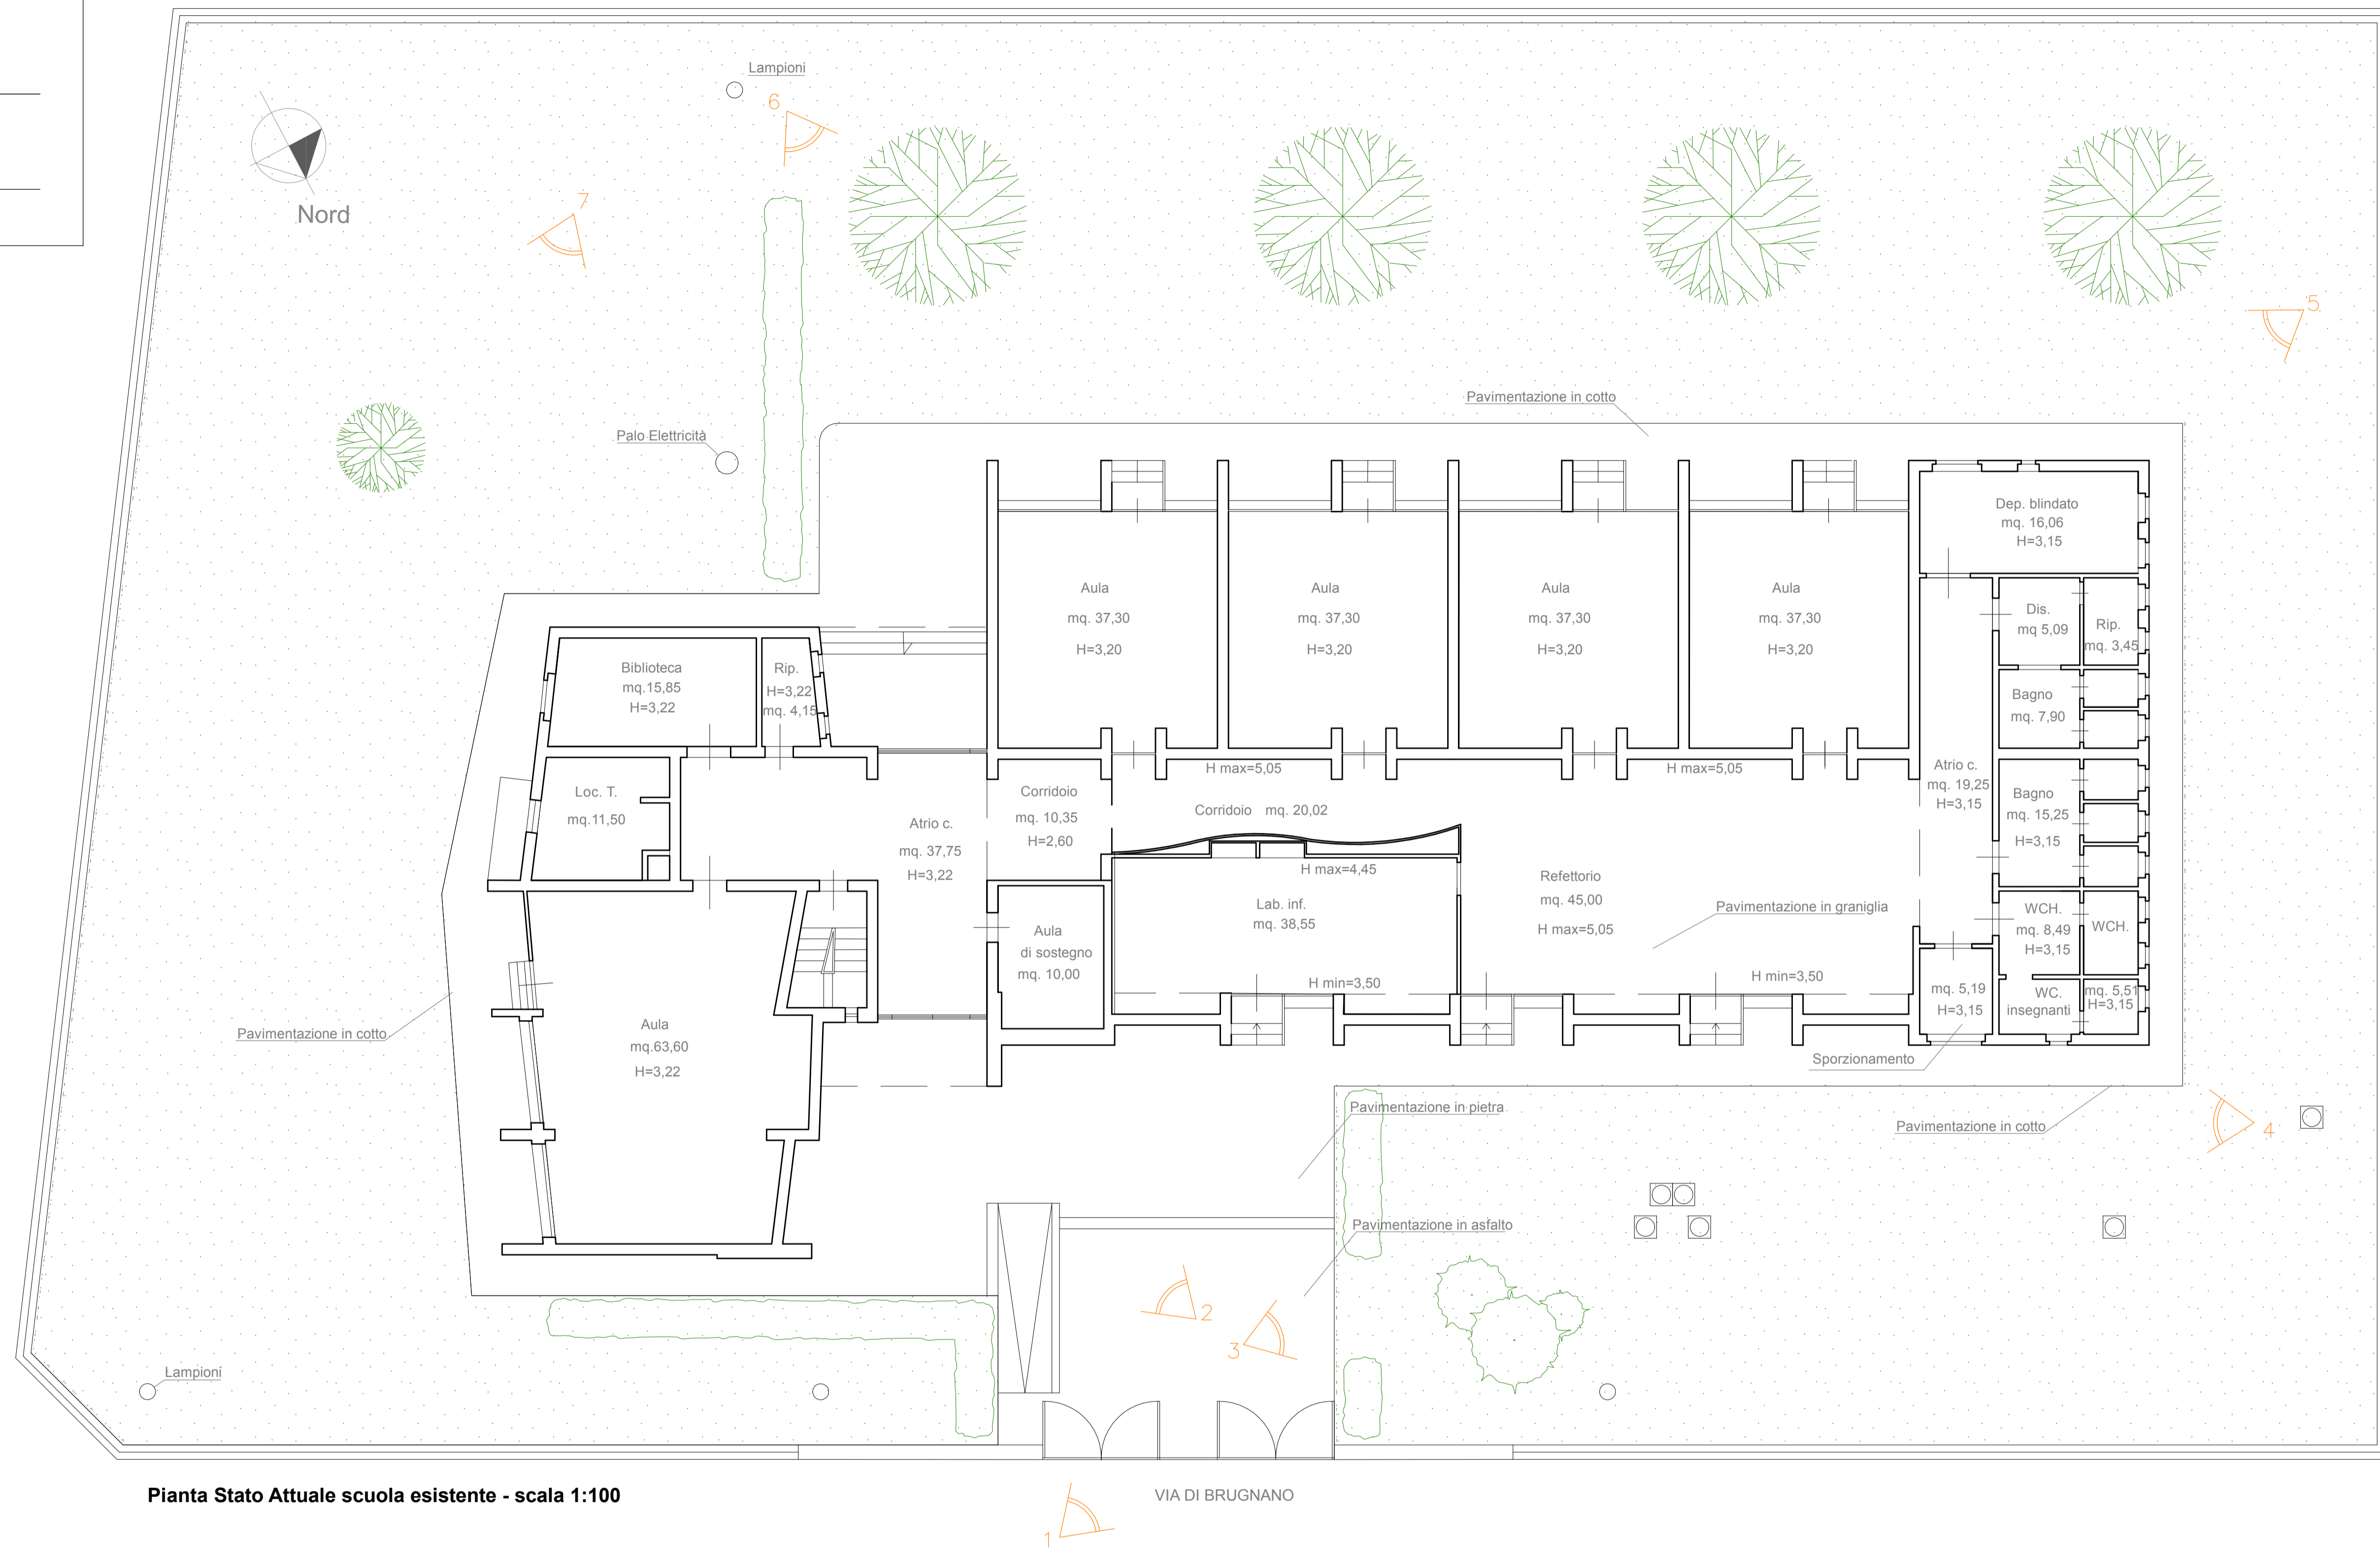 Lampioni
6
Nord
7
5
Pavimentazione in cotto
Palo Elettricità
Dep. blindato
mq. 16,06
H=3,15
Aula
mq. 37,30
H=3,20
Aula
mq. 37,30
H=3,20
Aula
mq. 37,30
H=3,20
Aula
mq. 37,30
H=3,20
Dis.
mq 5,09
Rip.
mq. 3,45
Biblioteca
mq.15,85
H=3,22
Rip.
H=3,22
mq. 4,15
Bagno
mq. 7,90
Loc. T.
mq.11,50
Atrio c.
mq. 37,75
H=3,22
Corridoio
mq. 10,35
H=2,60
H max=5,05
Corridoio mq. 20,02
H max=5,05
Atrio c.
mq. 19,25
H=3,15
Bagno
mq. 15,25
H=3,15
H max=4,45
Lab. inf.
mq. 38,55
H min=3,50
Refettorio
mq. 45,00
H max=5,05
Pavimentazione in graniglia
H min=3,50
WCH.
mq. 8,49
H=3,15
WCH.
Aula
di sostegno
mq. 10,00
mq. 5,19
H=3,15
WC.
insegnanti
mq. 5,51
H=3,15
Pavimentazione in cotto
Aula
mq.63,60
H=3,22
Sporzionamento
Pavimentazione in pietra
Pavimentazione in cotto
4
Pavimentazione in asfalto
2
3
Lampioni
Pianta Stato Attuale scuola esistente - scala 1:100
VIA DI BRUGNANO
1